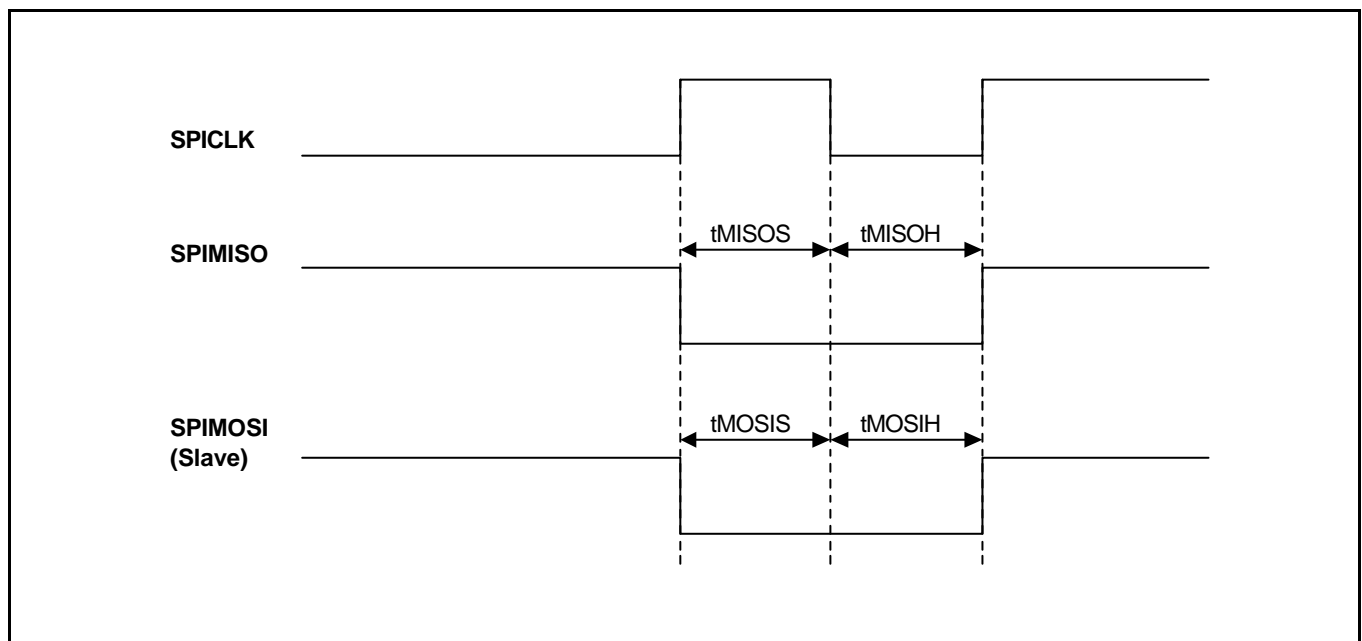 SPICLK
tMISOS
tMISOH
SPIMISO
tMOSIS
tMOSIH
SPIMOSI
(Slave)